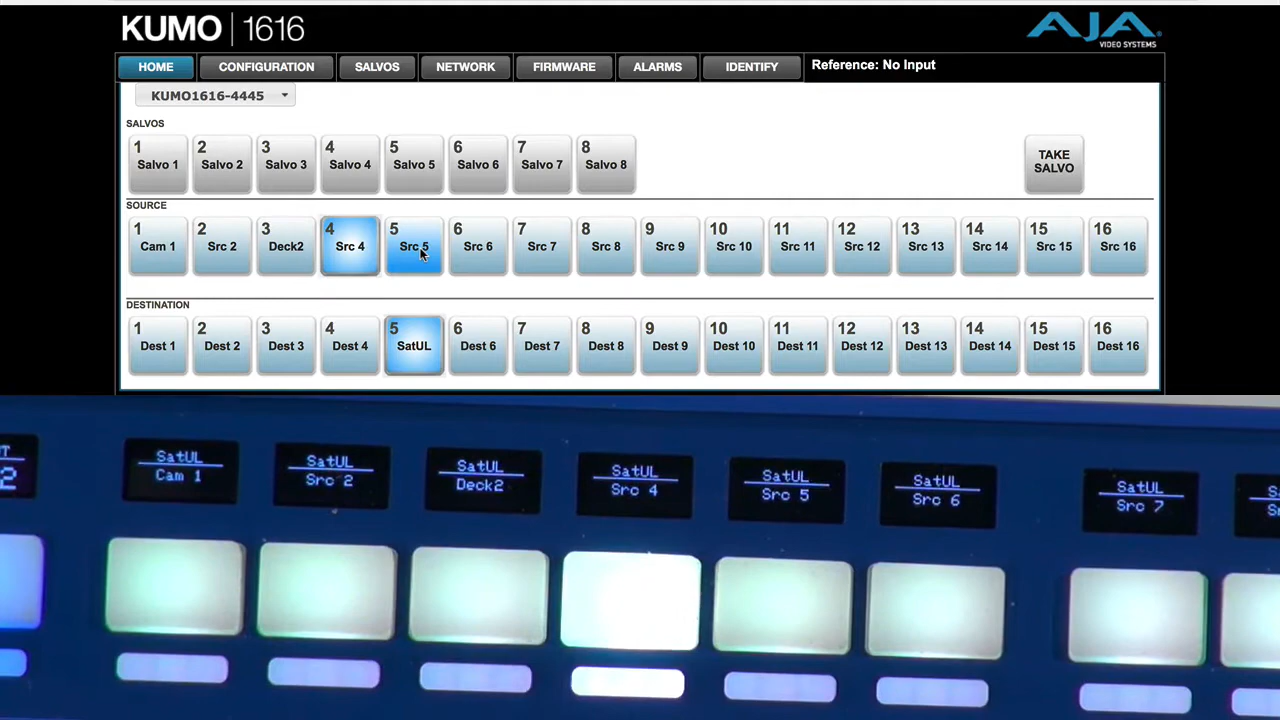 KUMO | 1616
AJA
VIDEO SYSTEMS
HOME CONFIGURATION SALVOS NETWORK FIRMWARE ALARMS IDENTIFY Reference: No Input
KUMO1616-4445
SALVOS
1 2 3 4 5 6 7 8
Salvo 1 Salvo 2 Salvo 3 Salvo 4 Salvo 5 Salvo 6 Salvo 7 Salvo 8
TAKE
SALVO
SOURCE
1 2 3 4 5 6 7 8 9 10 11 12 13 14 15 16
Cam 1 Src 2 Deck2 Src 4 Src 5 Src 6 Src 7 Src 8 Src 9 Src 10 Src 11 Src 12 Src 13 Src 14 Src 15 Src 16
DESTINATION
1 2 3 4 5 6 7 8 9 10 11 12 13 14 15 16
Dest 1 Dest 2 Dest 3 Dest 4 SatUL Dest 6 Dest 7 Dest 8 Dest 9 Dest 10 Dest 11 Dest 12 Dest 13 Dest 14 Dest 15 Dest 16
SatUL SatUL SatUL SatUL SatUL SatUL SatUL
Cam 1 Src 2 Deck2 Src 4 Src 5 Src 6 Src 7